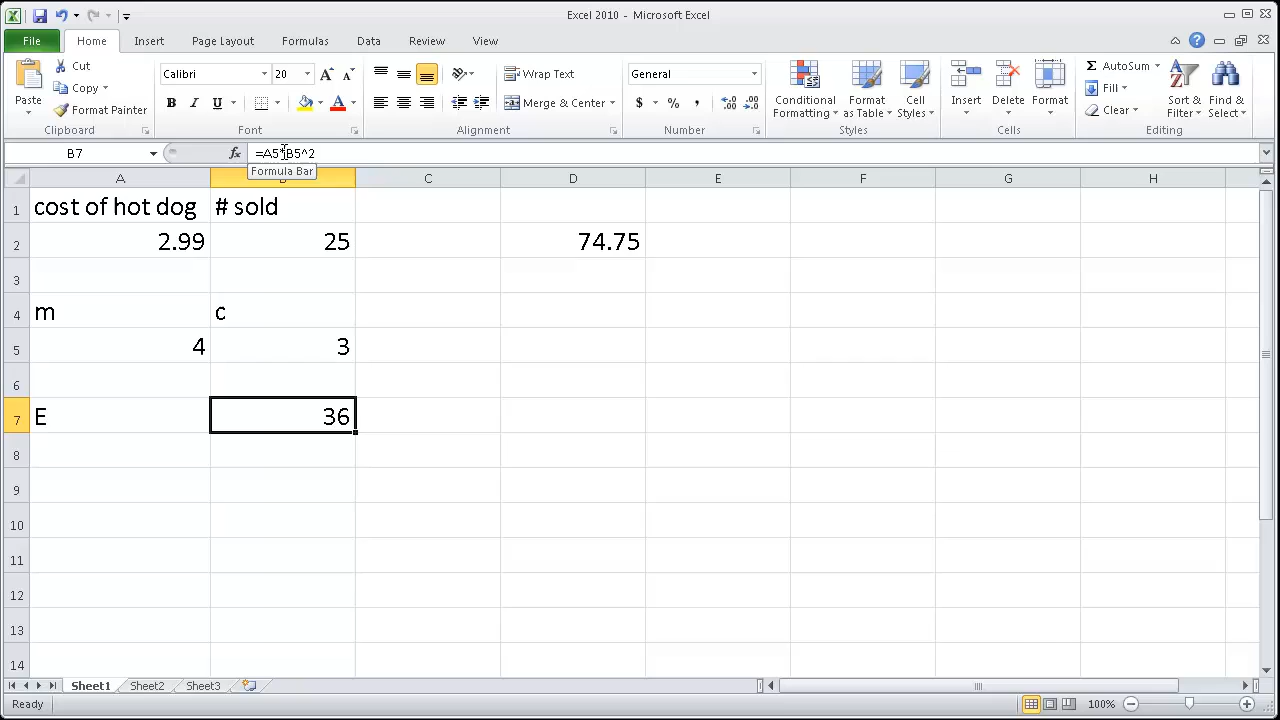 Excel 2010 - Microsoft Excel
File Home Insert Page Layout Formulas Data Review View
Paste
Cut
Copy
Format Painter
Clipboard
Calibri 20 A A
B I U A
Font
Wrap Text
Merge & Center
Alignment
General
$ % , .0 .00 .00 .0
Number
Conditional Formatting
Format as Table
Cell Styles
Styles
Insert Delete Format
Cells
Σ AutoSum
Fill
Clear
Sort & Filter
Find & Select
Editing
B7 fx =A5*B5^2
Formula Bar
A B C D E F G H
1 cost of hot dog # sold
2 2.99 25 74.75
3
4 m c
5 4 3
6
7 E 36
8
9
10
11
12
13
14
Sheet1 Sheet2 Sheet3
Ready 100%